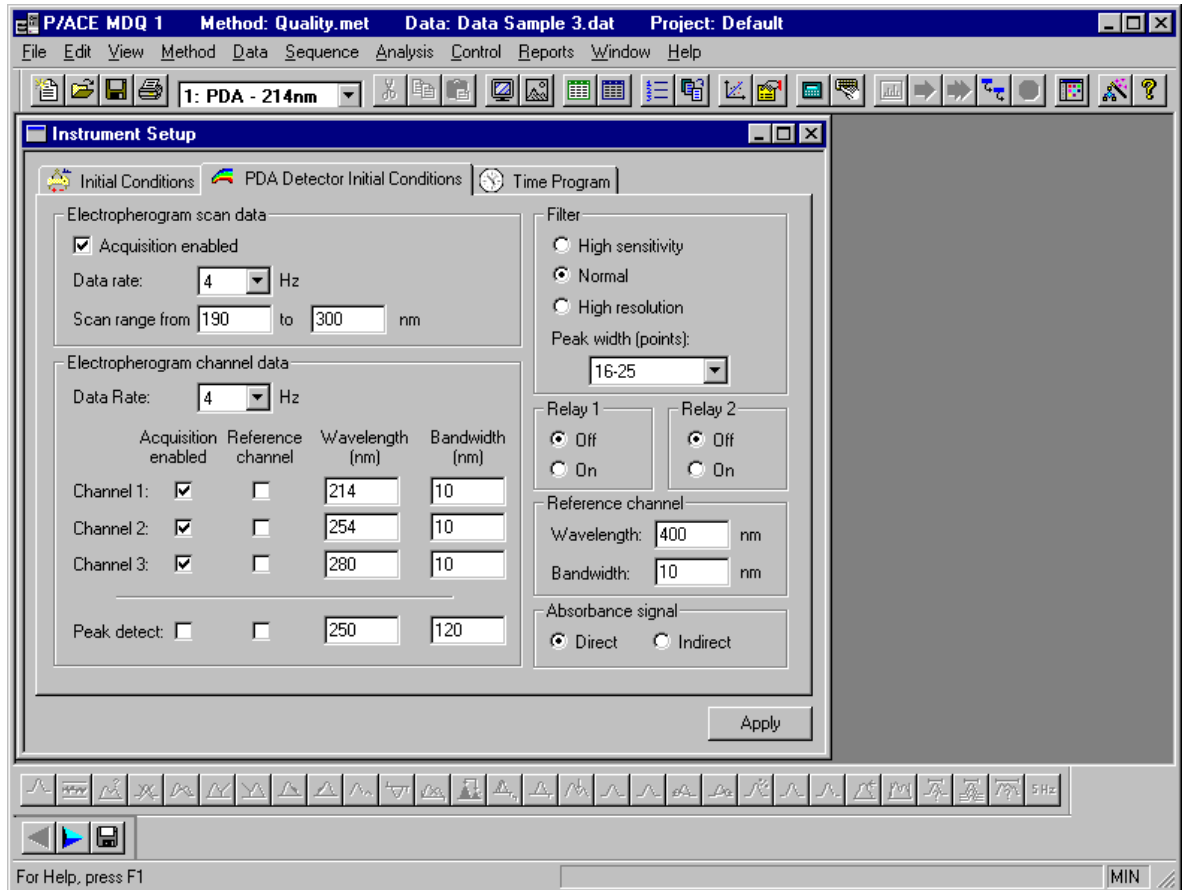 P/ACE MDQ 1 Method: Quality.met Data: Data Sample 3.dat Project: Default
File Edit View Method Data Sequence Analysis Control Reports Window Help
1: PDA - 214nm
Instrument Setup
Initial Conditions PDA Detector Initial Conditions Time Program
Electropherogram scan data
Acquisition enabled
Data rate: 4 Hz
Scan range from 190 to 300 nm
Electropherogram channel data
Data Rate: 4 Hz
Acquisition enabled Reference channel Wavelength (nm) Bandwidth (nm)
Channel 1: 214 10
Channel 2: 254 10
Channel 3: 280 10
Peak detect: 250 120
Filter
High sensitivity
Normal
High resolution
Peak width (points):
16-25
Relay 1 Relay 2
Off Off
On On
Reference channel
Wavelength: 400 nm
Bandwidth: 10 nm
Absorbance signal
Direct Indirect
Apply
5Hz
For Help, press F1 MIN